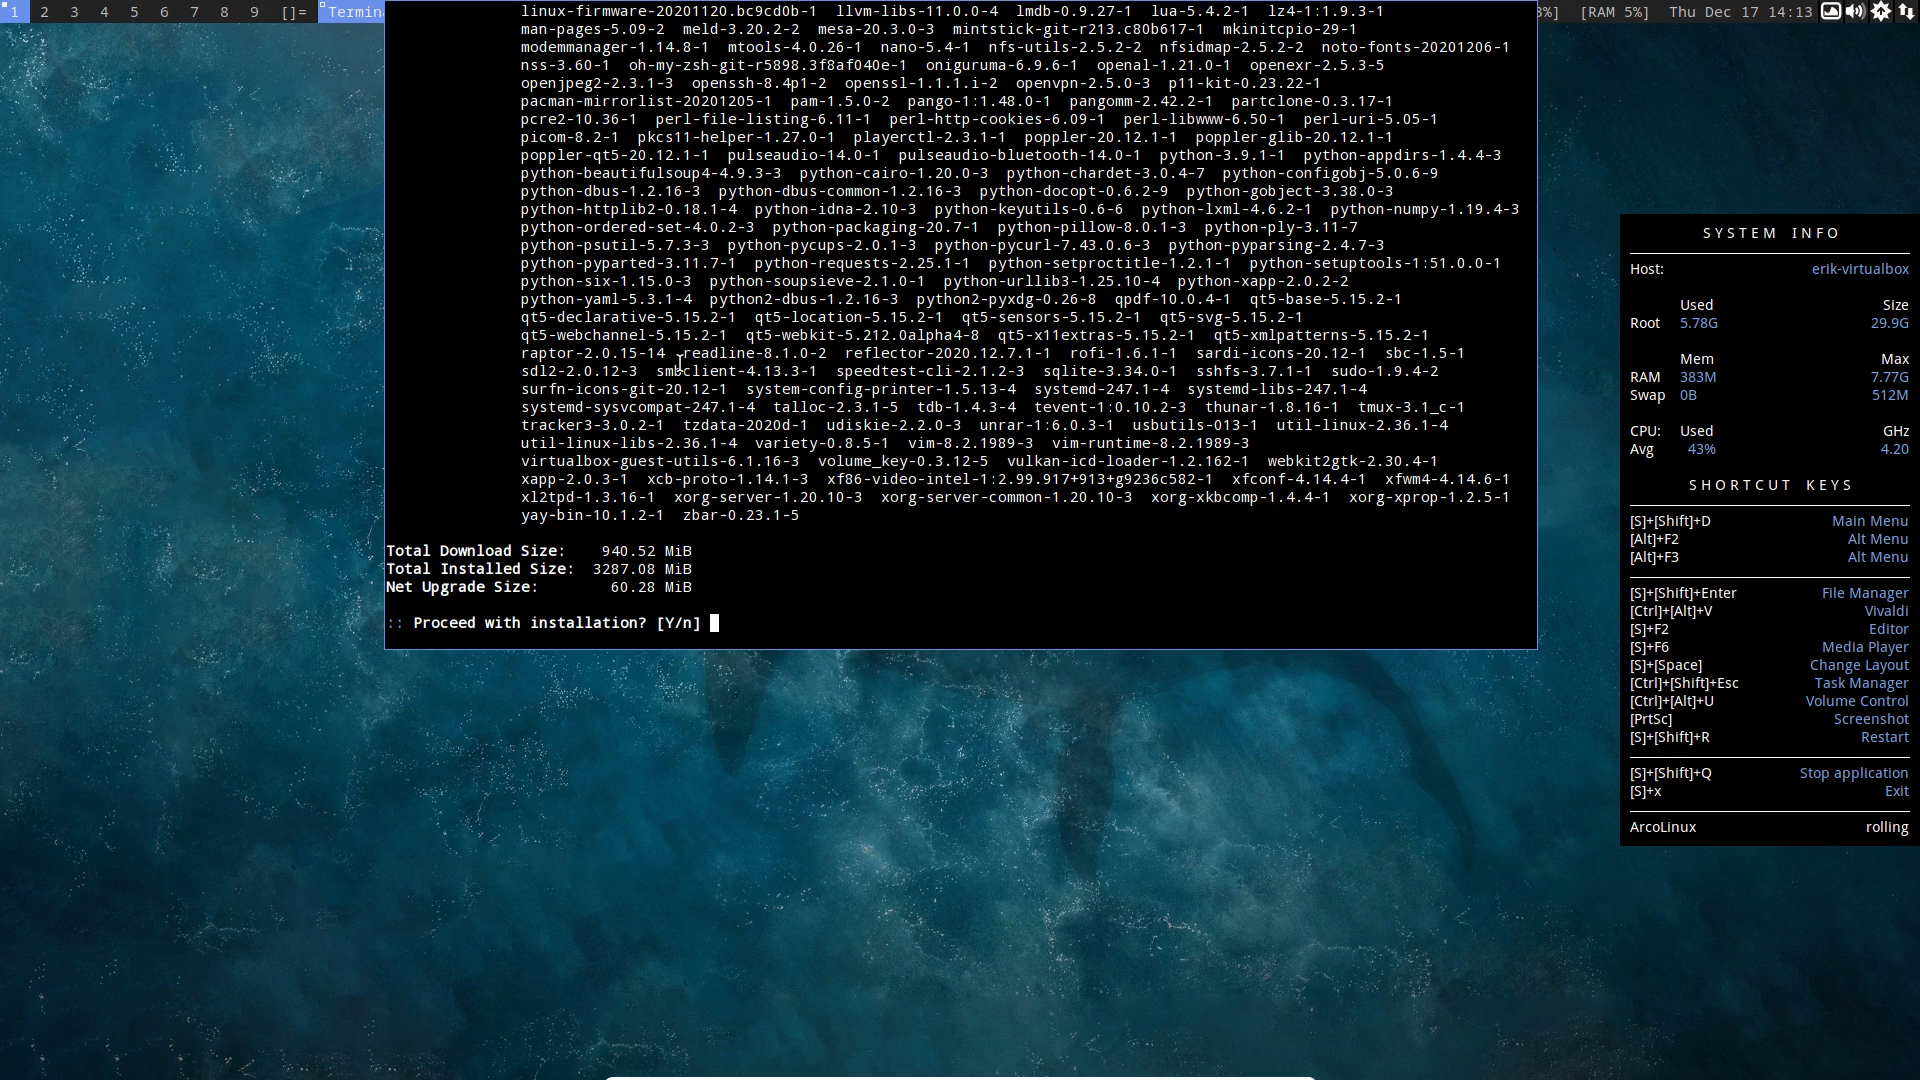 1 2 3 4 5 6 7 8 9 []= Termin
3%] [RAM 5%] Thu Dec 17 14:13
linux-firmware-20201120.bc9cd0b-1 llvm-libs-11.0.0-4 lmdb-0.9.27-1 lua-5.4.2-1 lz4-1:1.9.3-1
man-pages-5.09-2 meld-3.20.2-2 mesa-20.3.0-3 mintstick-git-r213.c80b617-1 mkinitcpio-29-1
modemmanager-1.14.8-1 mtools-4.0.26-1 nano-5.4-1 nfs-utils-2.5.2-2 nfsidmap-2.5.2-2 noto-fonts-20201206-1
nss-3.60-1 oh-my-zsh-git-r5898.3f8af040e-1 oniguruma-6.9.6-1 openal-1.21.0-1 openexr-2.5.3-5
openjpeg2-2.3.1-3 openssh-8.4p1-2 openssl-1.1.1.i-2 openvpn-2.5.0-3 p11-kit-0.23.22-1
pacman-mirrorlist-20201205-1 pam-1.5.0-2 pango-1:1.48.0-1 pangomm-2.42.2-1 partclone-0.3.17-1
pcre2-10.36-1 perl-file-listing-6.11-1 perl-http-cookies-6.09-1 perl-libwww-6.50-1 perl-uri-5.05-1
picom-8.2-1 pkcs11-helper-1.27.0-1 playerctl-2.3.1-1 poppler-20.12.1-1 poppler-glib-20.12.1-1
poppler-qt5-20.12.1-1 pulseaudio-14.0-1 pulseaudio-bluetooth-14.0-1 python-3.9.1-1 python-appdirs-1.4.4-3
python-beautifulsoup4-4.9.3-3 python-cairo-1.20.0-3 python-chardet-3.0.4-7 python-configobj-5.0.6-9
python-dbus-1.2.16-3 python-dbus-common-1.2.16-3 python-docopt-0.6.2-9 python-gobject-3.38.0-3
python-httplib2-0.18.1-4 python-idna-2.10-3 python-keyutils-0.6-6 python-lxml-4.6.2-1 python-numpy-1.19.4-3
python-ordered-set-4.0.2-3 python-packaging-20.7-1 python-pillow-8.0.1-3 python-ply-3.11-7
python-psutil-5.7.3-3 python-pycups-2.0.1-3 python-pycurl-7.43.0.6-3 python-pyparsing-2.4.7-3
python-pyparted-3.11.7-1 python-requests-2.25.1-1 python-setproctitle-1.2.1-1 python-setuptools-1:51.0.0-1
python-six-1.15.0-3 python-soupsieve-2.1.0-1 python-urllib3-1.25.10-4 python-xapp-2.0.2-2
python-yaml-5.3.1-4 python2-dbus-1.2.16-3 python2-pyxdg-0.26-8 qpdf-10.0.4-1 qt5-base-5.15.2-1
qt5-declarative-5.15.2-1 qt5-location-5.15.2-1 qt5-sensors-5.15.2-1 qt5-svg-5.15.2-1
qt5-webchannel-5.15.2-1 qt5-webkit-5.212.0alpha4-8 qt5-x11extras-5.15.2-1 qt5-xmlpatterns-5.15.2-1
raptor-2.0.15-14 readline-8.1.0-2 reflector-2020.12.7.1-1 rofi-1.6.1-1 sardi-icons-20.12-1 sbc-1.5-1
sdl2-2.0.12-3 smbclient-4.13.3-1 speedtest-cli-2.1.2-3 sqlite-3.34.0-1 sshfs-3.7.1-1 sudo-1.9.4-2
surfn-icons-git-20.12-1 system-config-printer-1.5.13-4 systemd-247.1-4 systemd-libs-247.1-4
systemd-sysvcompat-247.1-4 talloc-2.3.1-5 tdb-1.4.3-4 tevent-1:0.10.2-3 thunar-1.8.16-1 tmux-3.1_c-1
tracker3-3.0.2-1 tzdata-2020d-1 udiskie-2.2.0-3 unrar-1:6.0.3-1 usbutils-013-1 util-linux-2.36.1-4
util-linux-libs-2.36.1-4 variety-0.8.5-1 vim-8.2.1989-3 vim-runtime-8.2.1989-3
virtualbox-guest-utils-6.1.16-3 volume_key-0.3.12-5 vulkan-icd-loader-1.2.162-1 webkit2gtk-2.30.4-1
xapp-2.0.3-1 xcb-proto-1.14.1-3 xf86-video-intel-1:2.99.917+913+g9236c582-1 xfconf-4.14.4-1 xfwm4-4.14.6-1
xl2tpd-1.3.16-1 xorg-server-1.20.10-3 xorg-server-common-1.20.10-3 xorg-xkbcomp-1.4.4-1 xorg-xprop-1.2.5-1
yay-bin-10.1.2-1 zbar-0.23.1-5
Total Download Size: 940.52 MiB
Total Installed Size: 3287.08 MiB
Net Upgrade Size: 60.28 MiB
:: Proceed with installation? [Y/n]
SYSTEM INFO
Host: erik-virtualbox
Used Size
Root 5.78G 29.9G
Mem Max
RAM 383M 7.77G
Swap 0B 512M
CPU: Used GHz
Avg 43% 4.20
SHORTCUT KEYS
[S]+[Shift]+D Main Menu
[Alt]+F2 Alt Menu
[Alt]+F3 Alt Menu
[S]+[Shift]+Enter File Manager
[Ctrl]+[Alt]+V Vivaldi
[S]+F2 Editor
[S]+F6 Media Player
[S]+[Space] Change Layout
[Ctrl]+[Shift]+Esc Task Manager
[Ctrl]+[Alt]+U Volume Control
[PrtSc] Screenshot
[S]+[Shift]+R Restart
[S]+[Shift]+Q Stop application
[S]+x Exit
ArcoLinux rolling